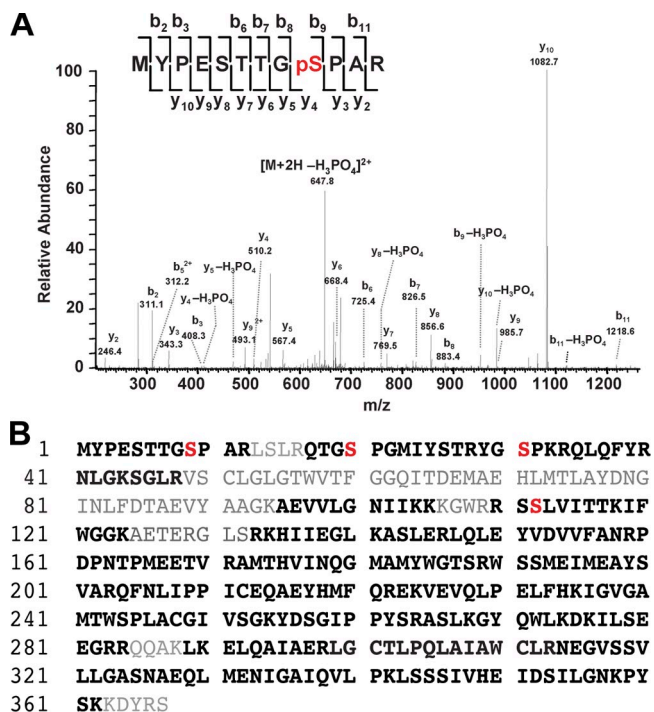 A
b2 b3 b6 b7 b8 b9 b11
MYPESTTG pS PAR
y10 y9 y8 y7 y6 y5 y4 y3 y2
Relative Abundance
100
80
60
40
20
0
[M+2H –H3PO4]2+
647.8
y10
1082.7
y2
246.4
b2
311.1
b5 2+
312.2
y3
343.3
y4 –H3PO4
b3
408.3
y5 –H3PO4
y9 2+
493.1
y4
510.2
y5
567.4
y6
668.4
b6
725.4
y8 –H3PO4
y7
769.5
b7
826.5
y8
856.6
b8
883.4
b9 –H3PO4
y10 –H3PO4
y9
985.7
b11 –H3PO4
b11
1218.6
300 400 500 600 700 800 900 1000 1100 1200
m/z
B
1 MYPESTTGSP ARLSLRQTGS PGMIYSTRYG SPKRQLQFYR
41 NLGKSGLRVS CLGLGTWVTF GGQITDEMAE HLMTLAYDNG
81 INLFDTAEVY AAGKAEVVLG NIIKKKGWRR SSLVITTKIF
121 WGGKAETERG LSRKHIIEGL KASLERLQLE YVDVVFANRP
161 DPNTPMEETV RAMTHVINQG MAMYWGTSRW SSMEIMEAYS
201 VARQFNLIPP ICEQAEYHMF QREKVEVQLP ELFHKIGVGA
241 MTWSPLACGI VSGKYDSGIP PYSRASLKGY QWLKDKILSE
281 EGRRQQAKLK ELQAIAERLG CTLPQLAIAW CLRNEGVSSV
321 LLGASNAEQL MENIGAIQVL PKLSSSIVHE IDSILGNKPY
361 SKKDYRS